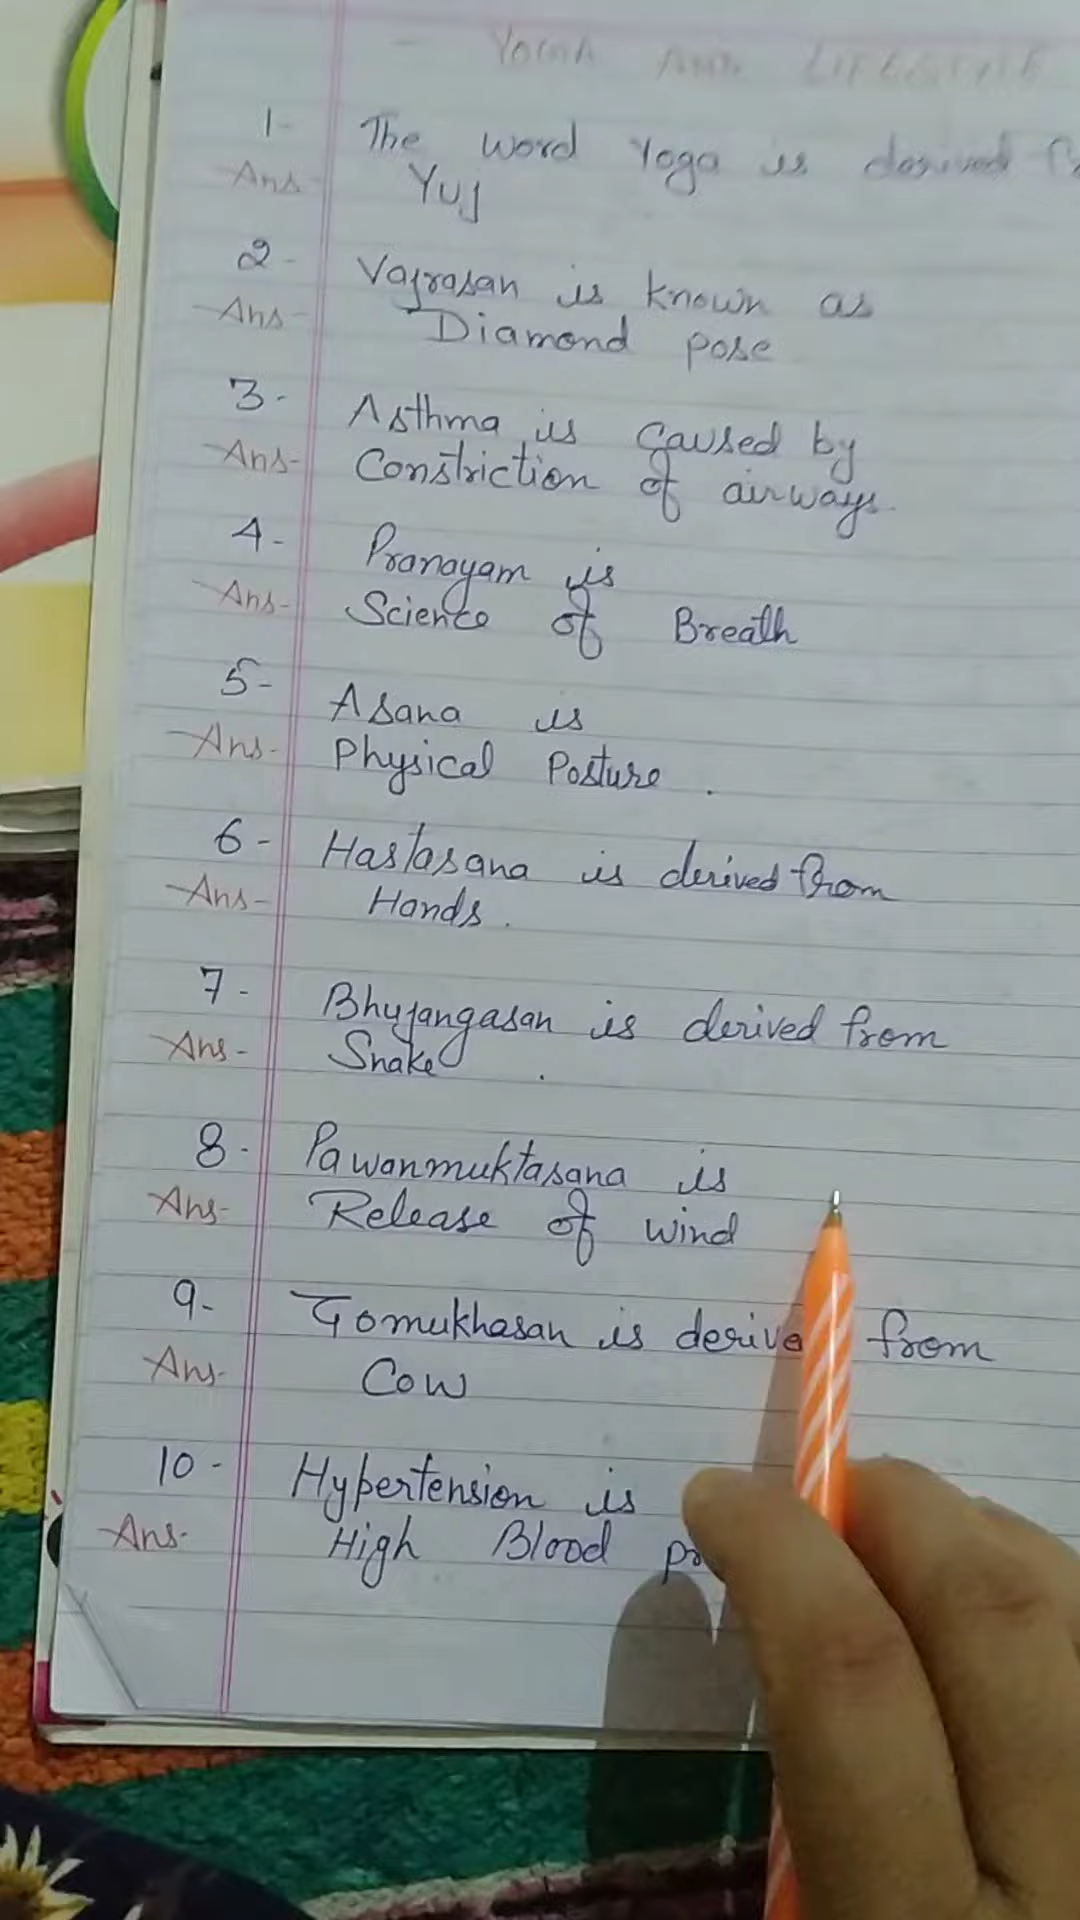 - YOGA AND LIFESTYLE
1- The word Yoga is derived
Ans- Yuj
2- Vajrasan is known as
Ans- Diamond pose
3- Asthma is caused by
Ans- Constriction of airways.
4- Pranayam is
Ans- Science of Breath
5- Asana is
Ans- Physical Posture.
6- Hastasana is derived from
Ans- Hands.
7- Bhujangasan is derived from
Ans- Snake.
8- Pawanmuktasana is
Ans- Release of wind
9- Gomukhasan is derive from
Ans- Cow
10- Hypertension is
Ans- High Blood